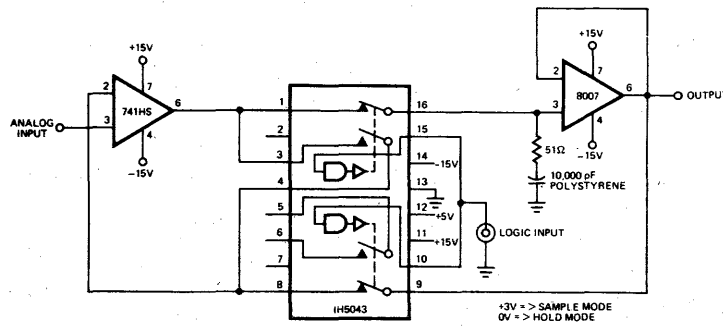 +15V
2
7
741HS
6
ANALOG
INPUT
3
4
-15V
1
2
3
4
5
6
7
8
IH5043
16
15
14
-15V
13
12
+5V
11
+15V
10
9
LOGIC INPUT
+15V
2
7
8007
6
OUTPUT
3
4
-15V
51Ω
10,000 pF
POLYSTYRENE
+3V = > SAMPLE MODE
0V = > HOLD MODE